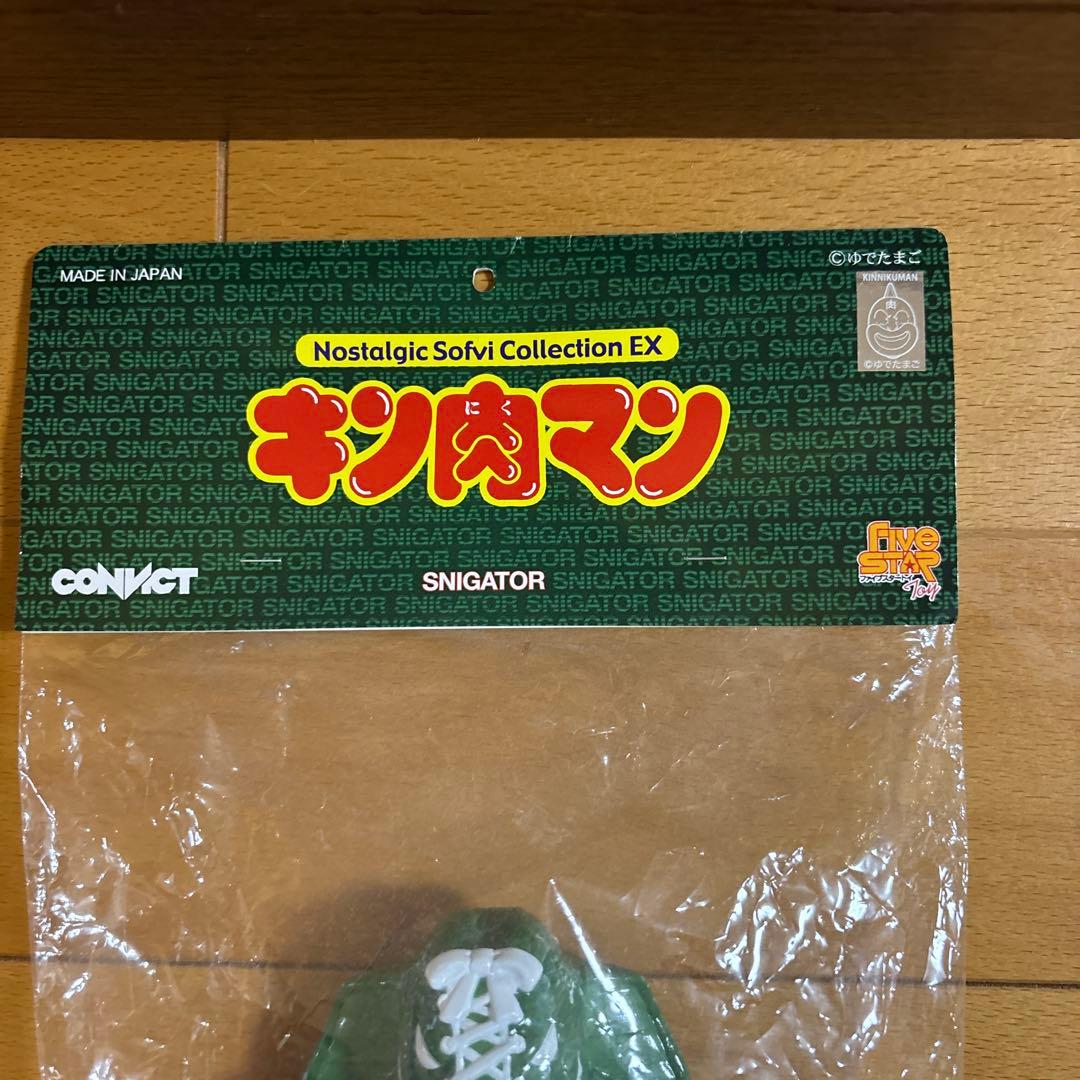 MADE IN JAPAN
©ゆでたまご
KINNIKUMAN
肉
©ゆでたまご
Nostalgic Sofvi Collection EX
にく
キン肉マン
CONVICT
SNIGATOR
Five
STAR
ファイブスタートイ
Toy